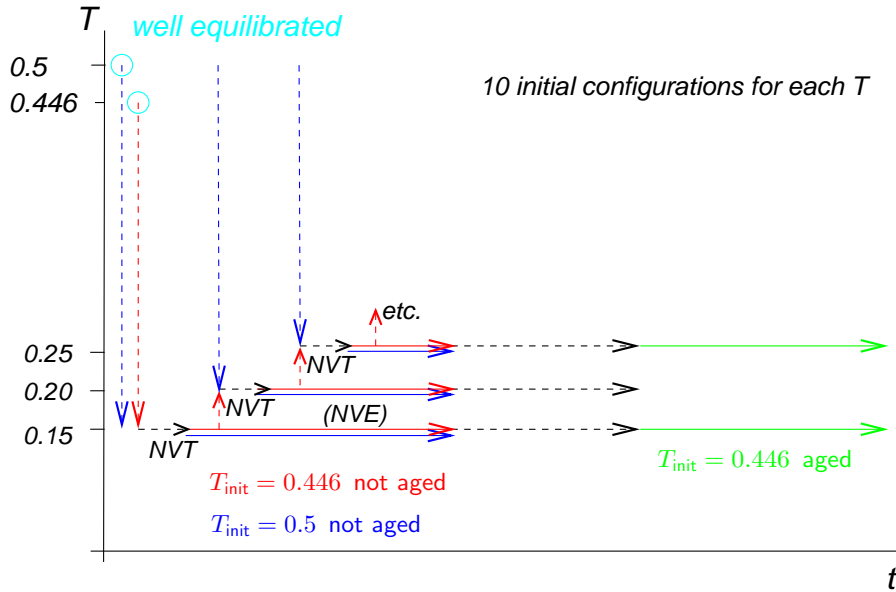 T
well equilibrated
0.5
0.446
10 initial configurations for each T
etc.
0.25
NVT
0.20
NVT
(NVE)
0.15
NVT
T_init = 0.446 aged
T_init = 0.446 not aged
T_init = 0.5 not aged
t